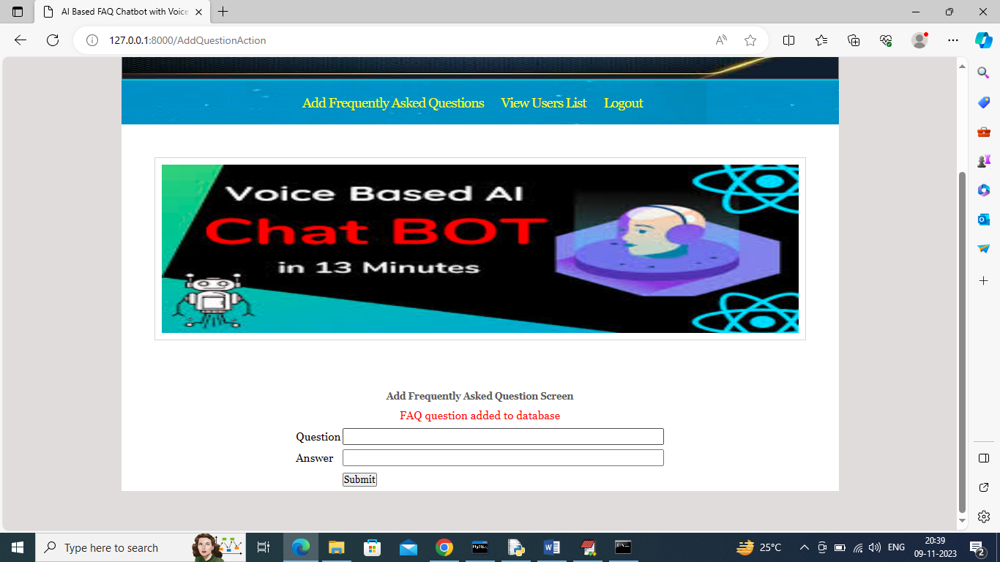 AI Based FAQ Chatbot with Voice
127.0.0.1:8000/AddQuestionAction
Add Frequently Asked Questions View Users List Logout
Voice Based AI
Chat BOT
in 13 Minutes
Add Frequently Asked Question Screen
FAQ question added to database
Question
Answer
Submit
Type here to search
25°C
ENG
20:39
09-11-2023
2